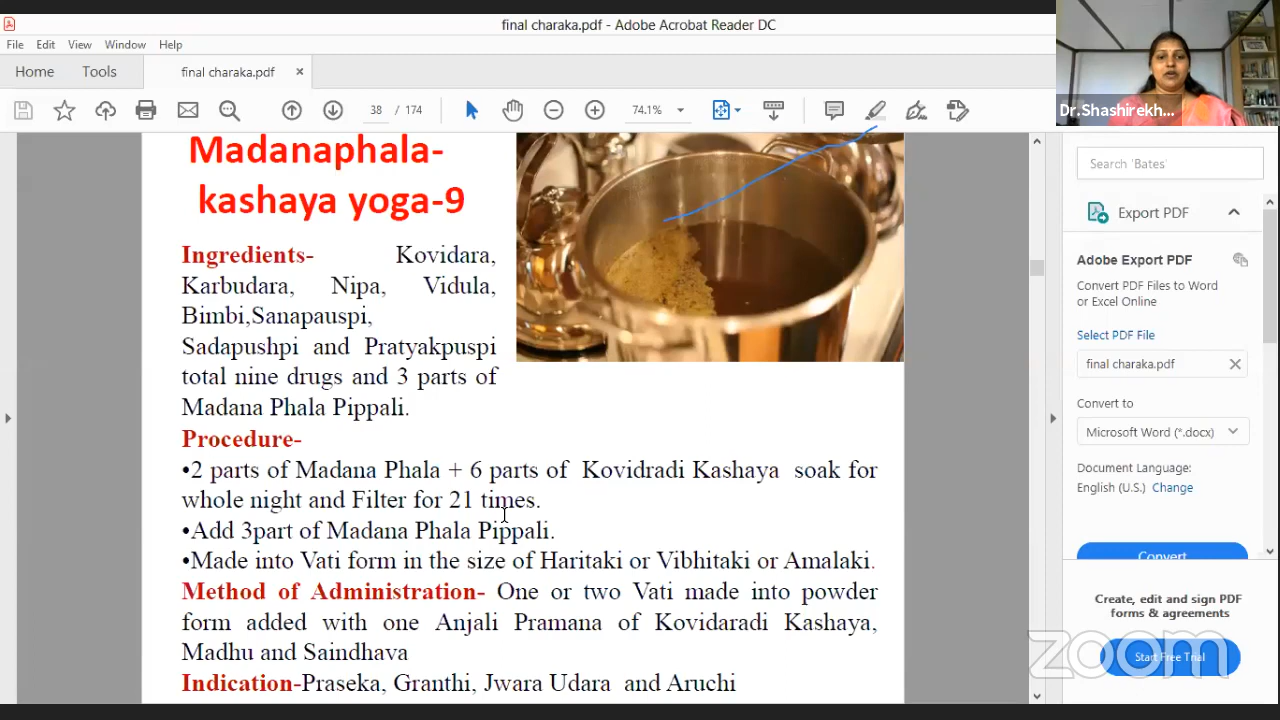 final charaka.pdf - Adobe Acrobat Reader DC
File Edit View Window Help
Home Tools final charaka.pdf ×
38 / 174 74.1%
Dr.Shashirekh...
Madanaphala-
kashaya yoga-9
Ingredients- Kovidara,
Karbudara, Nipa, Vidula,
Bimbi,Sanapauspi,
Sadapushpi and Pratyakpuspi
total nine drugs and 3 parts of
Madana Phala Pippali.
Procedure-
•2 parts of Madana Phala + 6 parts of Kovidradi Kashaya soak for
whole night and Filter for 21 times.
•Add 3part of Madana Phala Pippali.
•Made into Vati form in the size of Haritaki or Vibhitaki or Amalaki.
Method of Administration- One or two Vati made into powder
form added with one Anjali Pramana of Kovidaradi Kashaya,
Madhu and Saindhava
Indication-Praseka, Granthi, Jwara Udara and Aruchi
Search 'Bates'
Export PDF
Adobe Export PDF
Convert PDF Files to Word
or Excel Online
Select PDF File
final charaka.pdf
Convert to
Microsoft Word (*.docx)
Document Language:
English (U.S.) Change
Convert
Create, edit and sign PDF
forms & agreements
Start Free Trial
zoom